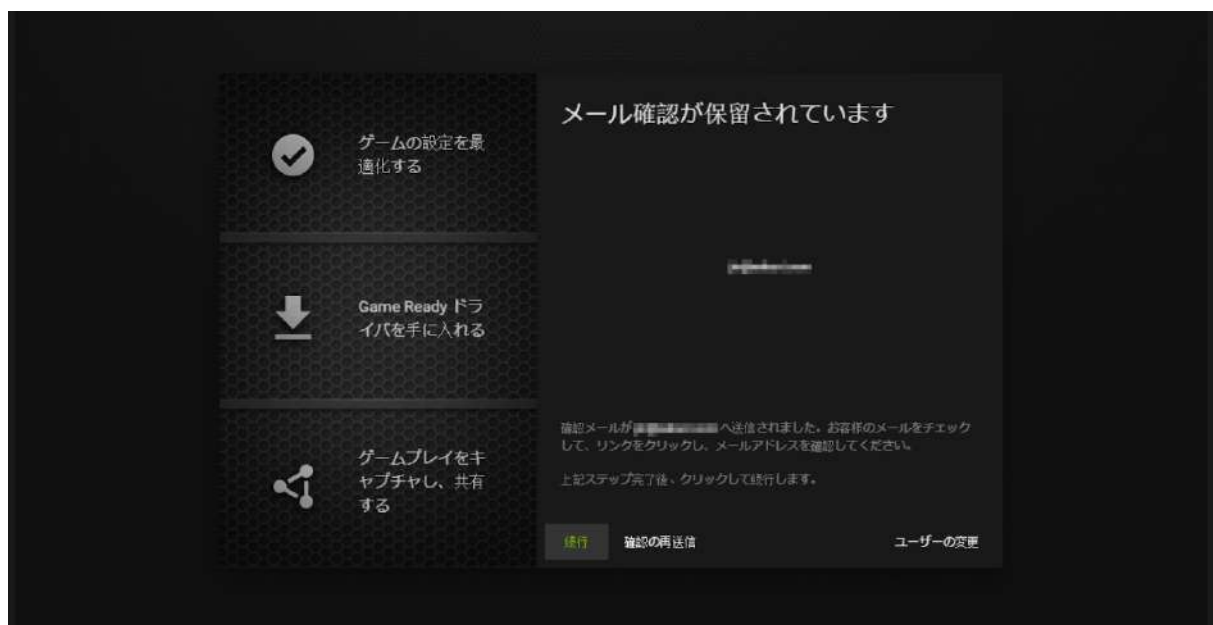 ゲームの設定を最
適化する
Game Ready ドラ
イバを手に入れる
ゲームプレイをキ
ャプチャし、共有
する
メール確認が保留されています
確認メールが へ送信されました。お客様のメールをチェック
して、リンクをクリックし、メールアドレスを確認してください。
上記ステップ完了後、クリックして続行します。
続行 確認の再送信 ユーザーの変更